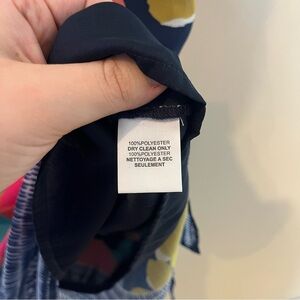 100%POLYESTER
DRY CLEAN ONLY
100%POLYESTER
NETTOYAGE A SEC
SEULEMENT